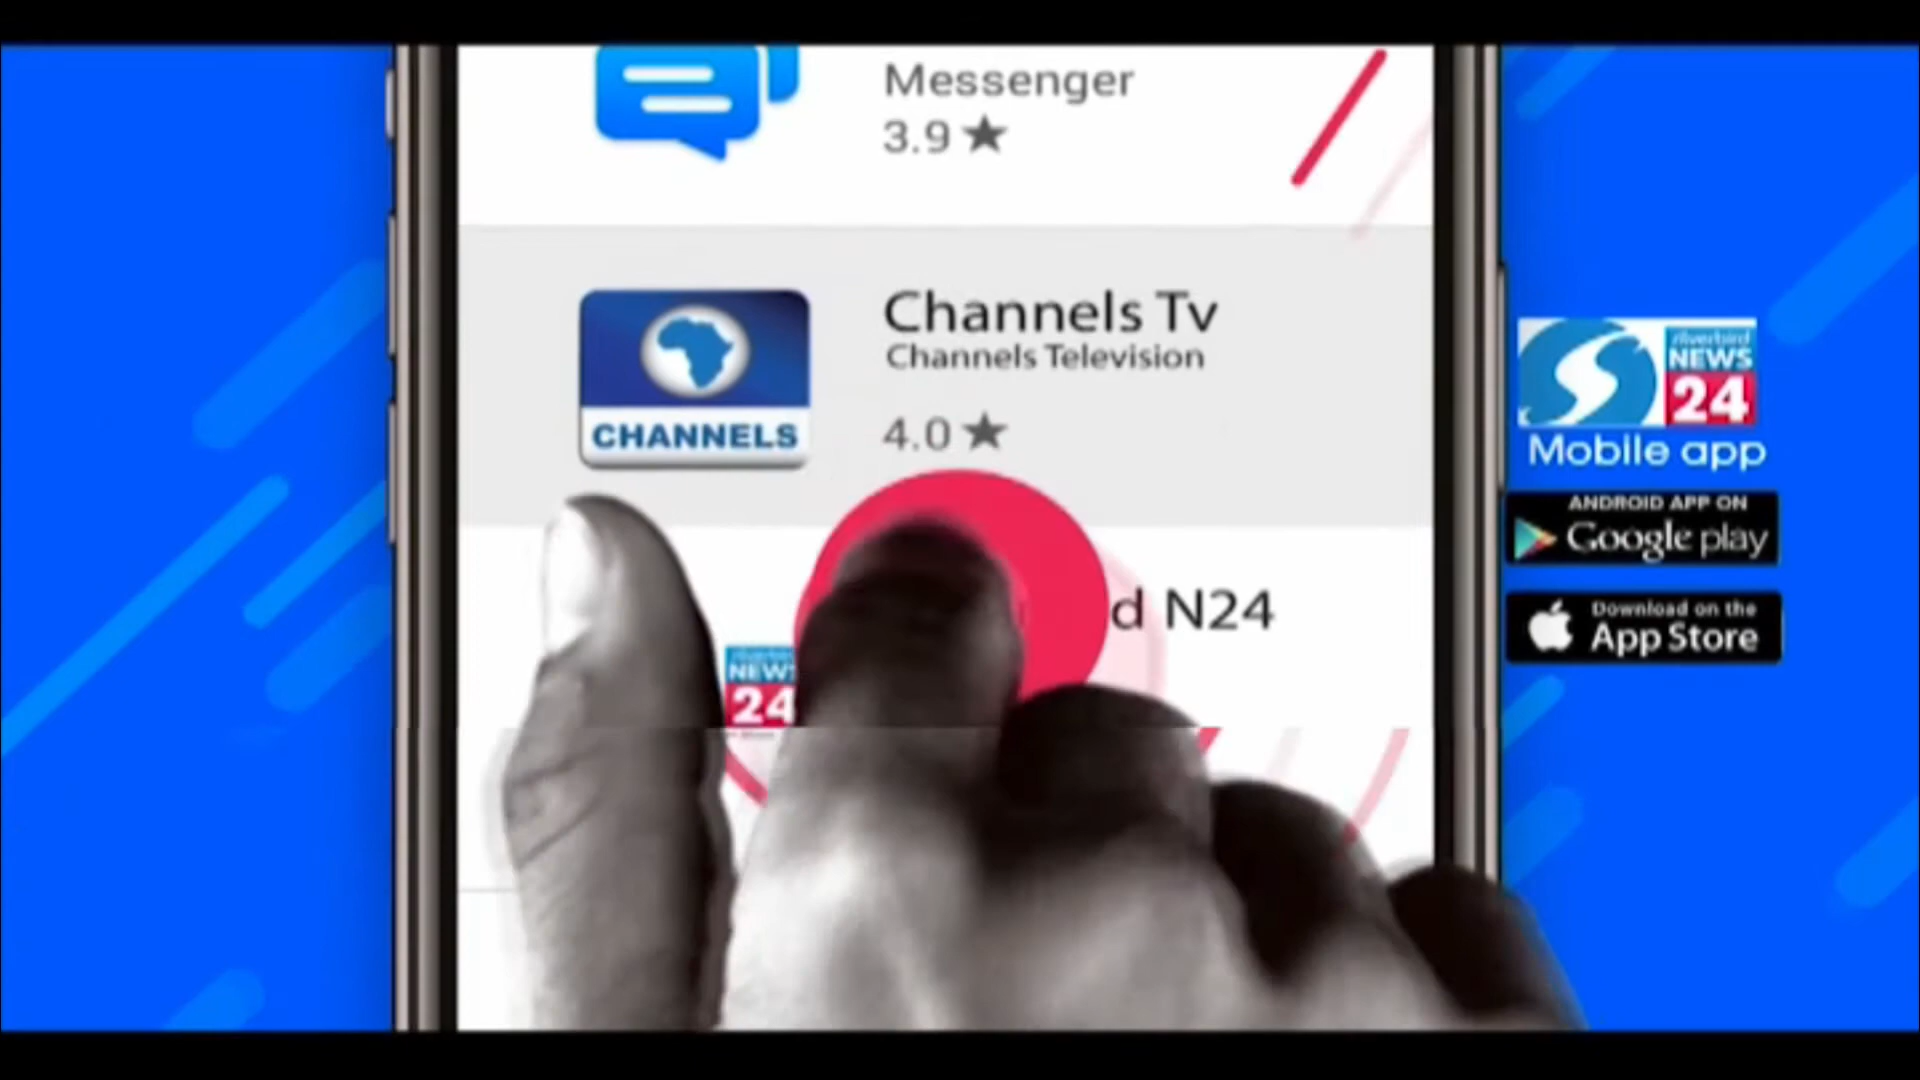 Messenger
3.9 ★
Channels Tv
Channels Television
CHANNELS
4.0 ★
d N24
NEWS
24
riverbird
NEWS
24
Mobile app
ANDROID APP ON
Google play
Download on the
App Store